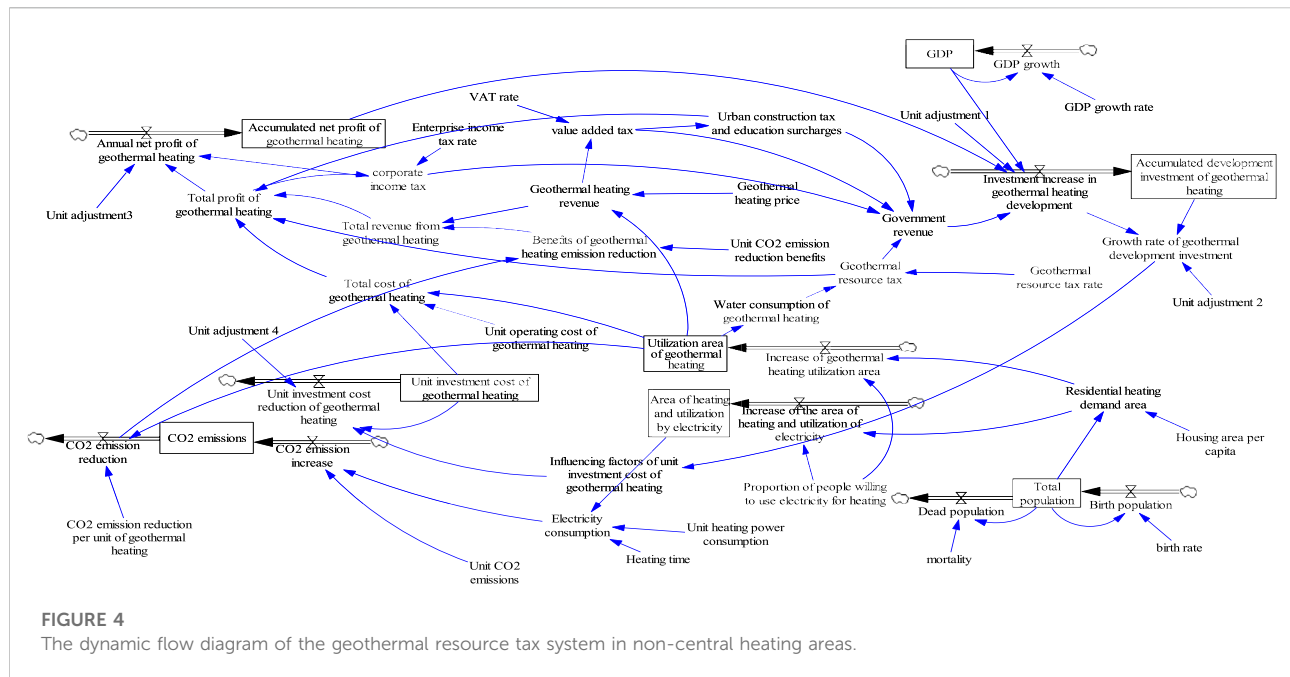 GDP
GDP growth
GDP growth rate
VAT rate
Unit adjustment 1
Accumulated net profit of
geothermal heating
Annual net profit of
geothermal heating
Enterprise income
tax rate
value added tax
Urban construction tax
and education surcharges
corporate
income tax
Accumulated development
investment of geothermal
heating
Investment increase in
geothermal heating
development
Unit adjustment3
Total profit of
geothermal heating
Geothermal heating
revenue
Geothermal
heating price
Government
revenue
Total revenue from
geothermal heating
Benefits of geothermal
heating emission reduction
Unit CO2 emission
reduction benefits
Growth rate of geothermal
development investment
Geothermal
resource tax
Geothermal
resource tax rate
Unit adjustment 2
Total cost of
geothermal heating
Water consumption of
geothermal heating
Unit adjustment 4
Unit operating cost of
geothermal heating
Utilization area
of geothermal
heating
Increase of geothermal
heating utilization area
Unit investment cost of
geothermal heating
Unit investment cost
reduction of geothermal
heating
Area of heating
and utilization
by electricity
Increase of the area of
heating and utilization of
electricity
Residential heating
demand area
Housing area per
capita
CO2 emissions
CO2 emission
reduction
CO2 emission
increase
Influencing factors of unit
investment cost of
geothermal heating
Proportion of people willing
to use electricity for heating
Total
population
Dead population
Birth population
CO2 emission reduction
per unit of geothermal
heating
Electricity
consumption
Unit heating power
consumption
Heating time
Unit CO2
emissions
mortality
birth rate
FIGURE 4
The dynamic flow diagram of the geothermal resource tax system in non-central heating areas.